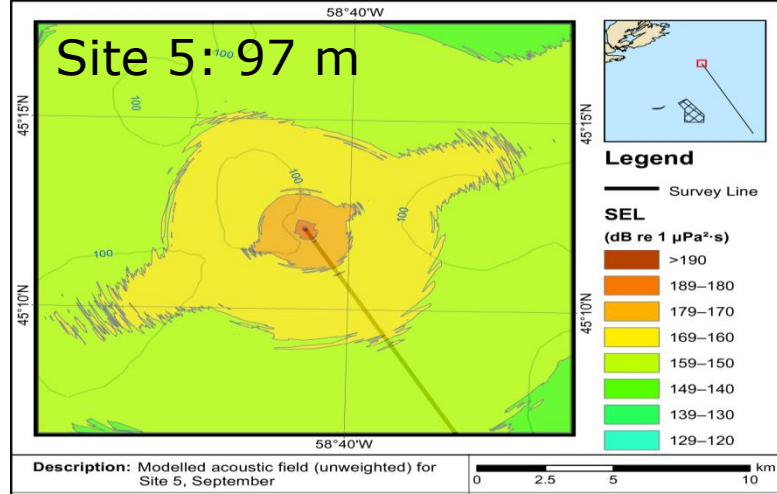 58°40'W
Site 5: 97 m
100
100
100
100
100
45°15'N
45°10'N
45°15'N
45°10'N
58°40'W
Legend
Survey Line
SEL
(dB re 1 µPa²·s)
>190
189–180
179–170
169–160
159–150
149–140
139–130
129–120
Description: Modelled acoustic field (unweighted) for
Site 5, September
km
0 2.5 5 10